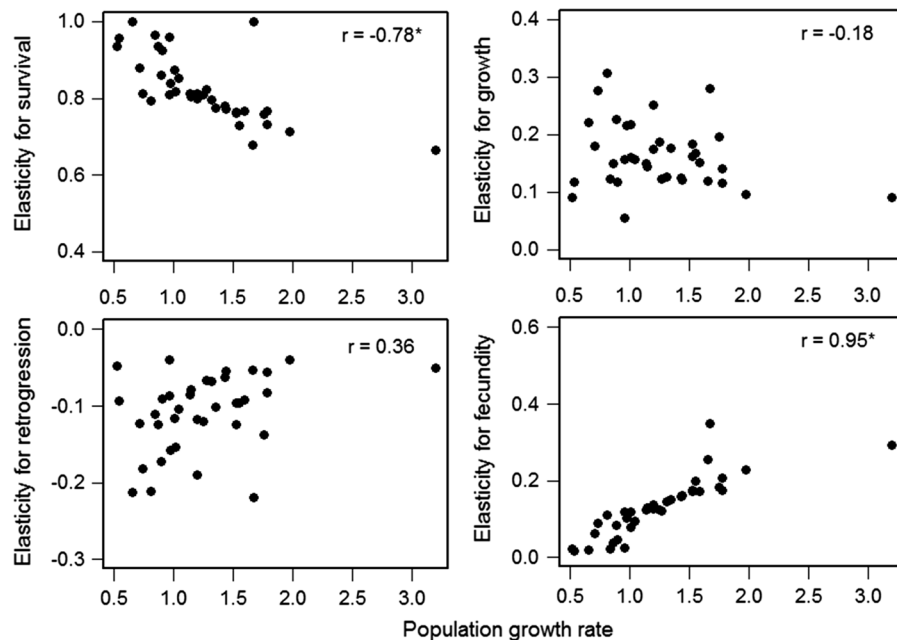 Elasticity for survival
1.0
0.8
0.6
0.4
r = -0.78*
0.5 1.0 1.5 2.0 2.5 3.0
Elasticity for growth
0.4
0.3
0.2
0.1
0.0
r = -0.18
0.5 1.0 1.5 2.0 2.5 3.0
Elasticity for retrogression
0.0
-0.1
-0.2
-0.3
r = 0.36
0.5 1.0 1.5 2.0 2.5 3.0
Elasticity for fecundity
0.6
0.4
0.2
0.0
r = 0.95*
0.5 1.0 1.5 2.0 2.5 3.0
Population growth rate